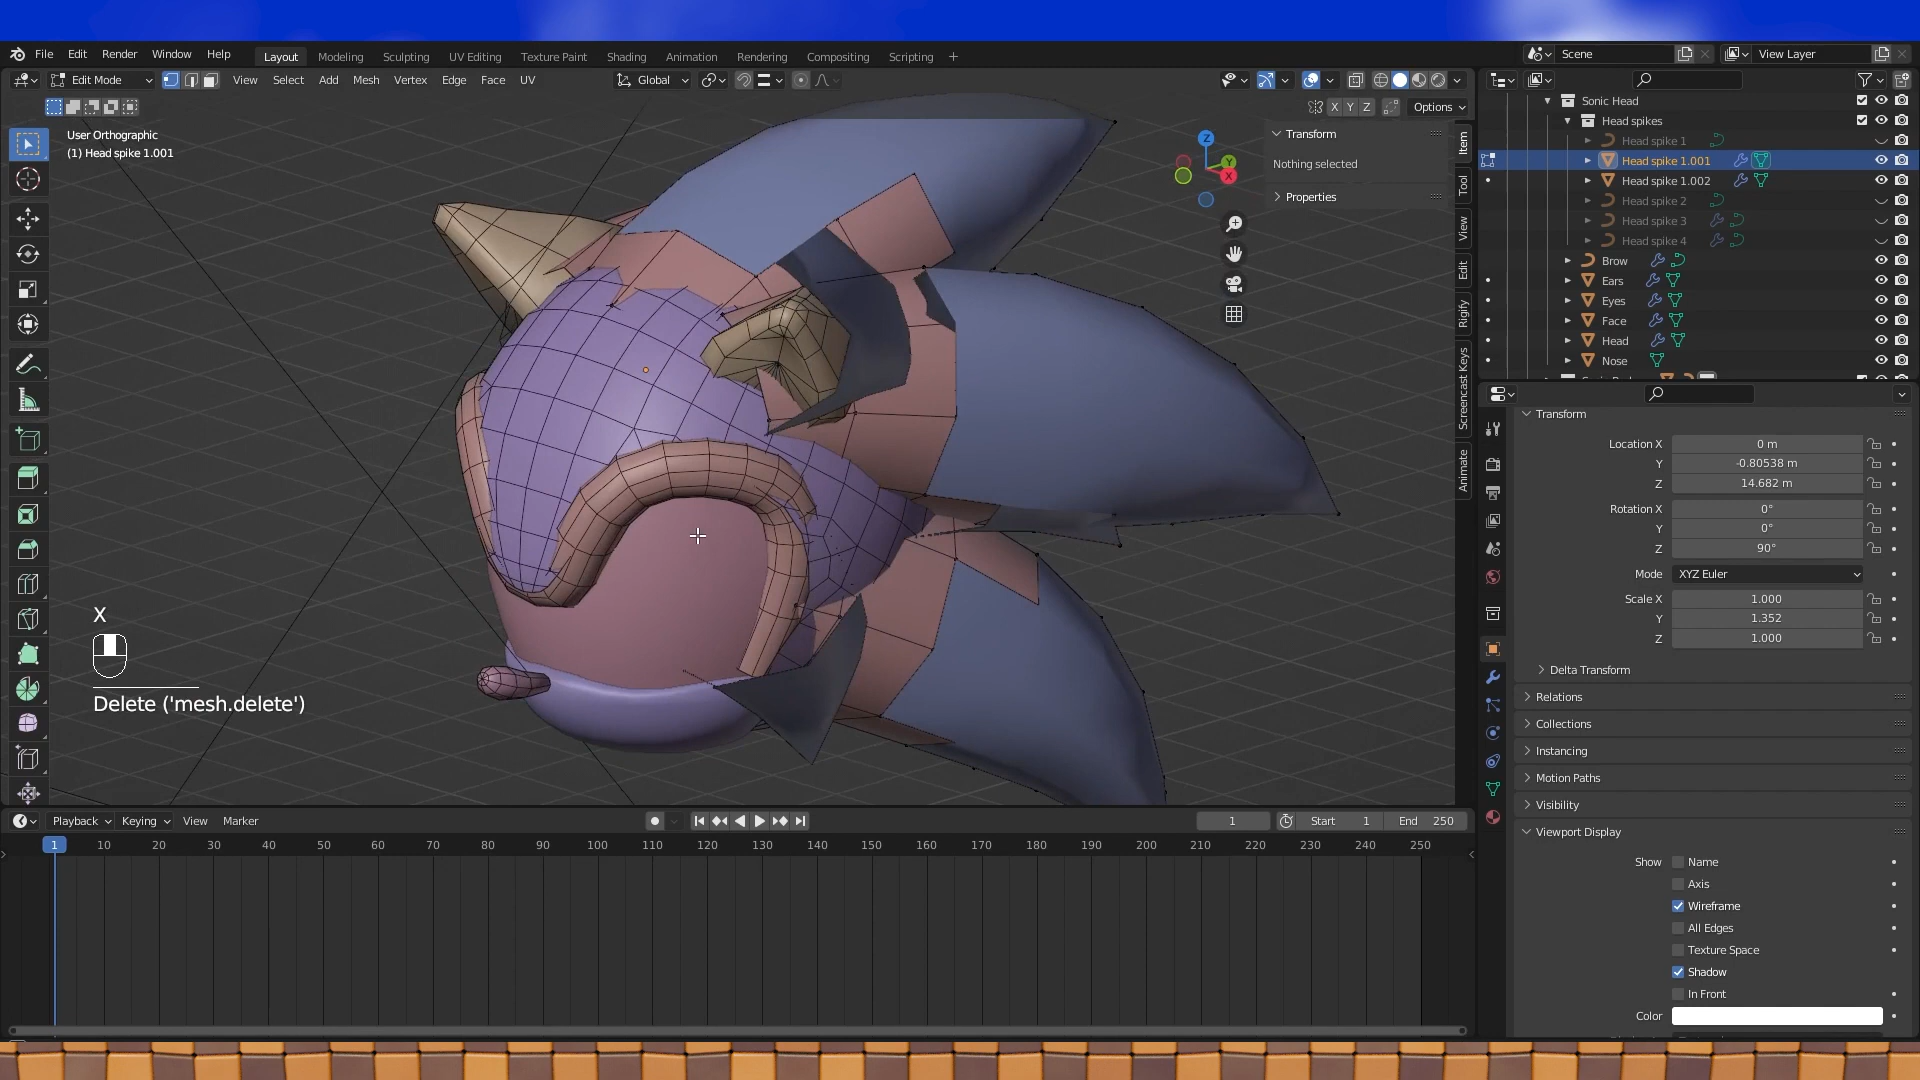 File Edit Render Window Help Layout Modeling Sculpting UV Editing Texture Paint Shading Animation Rendering Compositing Scripting + Scene View Layer
Edit Mode View Select Add Mesh Vertex Edge Face UV Global
X Y Z Options
User Orthographic
(1) Head spike 1.001
Transform
Nothing selected
Properties
Z
Y
X
Item
Tool
View
Edit
Rigify
Screencast Keys
Animate
X
Delete ('mesh.delete')
Sonic Head
Head spikes
Head spike 1
Head spike 1.001
Head spike 1.002
Head spike 2
Head spike 3
Head spike 4
Brow
Ears
Eyes
Face
Head
Nose
Transform
Location X 0 m
Y -0.80538 m
Z 14.682 m
Rotation X 0°
Y 0°
Z 90°
Mode XYZ Euler
Scale X 1.000
Y 1.352
Z 1.000
Delta Transform
Relations
Collections
Instancing
Motion Paths
Visibility
Viewport Display
Show Name
Axis
Wireframe
All Edges
Texture Space
Shadow
In Front
Color
Playback Keying View Marker 1 Start 1 End 250
1 10 20 30 40 50 60 70 80 90 100 110 120 130 140 150 160 170 180 190 200 210 220 230 240 250